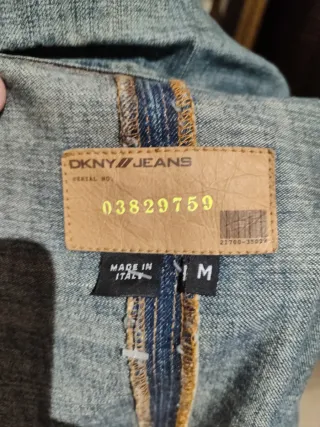 DKNY//JEANS
SERIAL NO.
03829759
MADE IN
ITALY
M